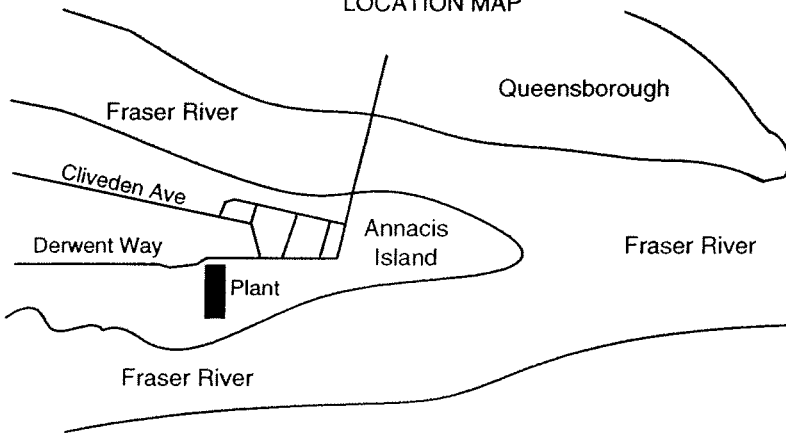 LOCATION MAP
Queensborough
Fraser River
Cliveden Ave
Annacis
Island
Derwent Way
Fraser River
Plant
Fraser River